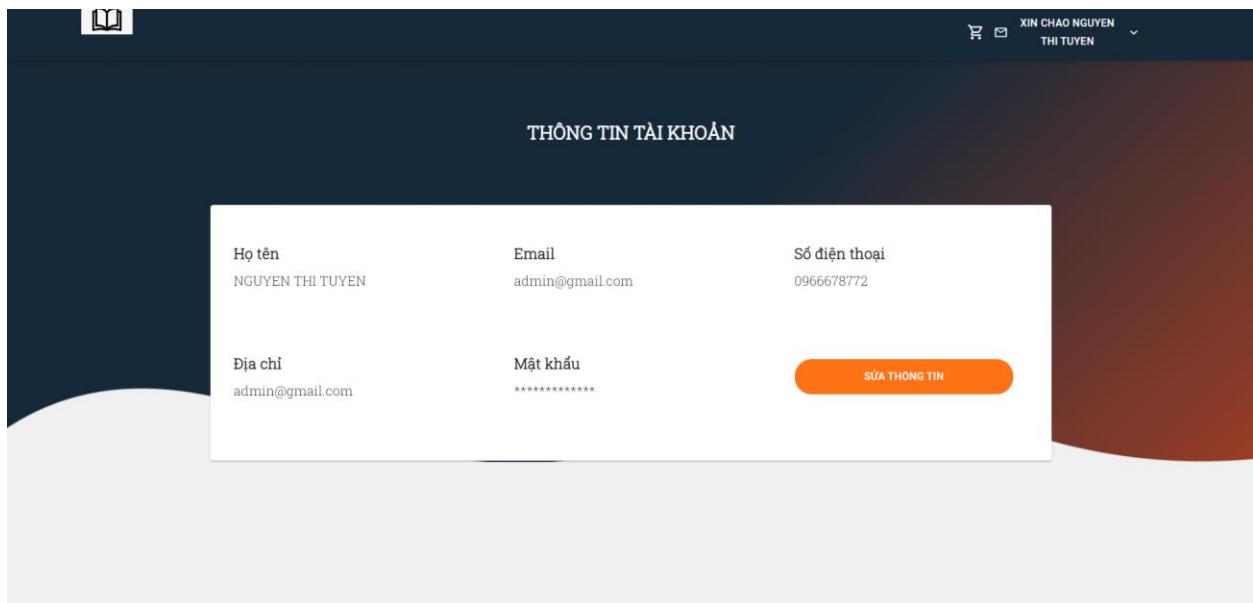 XIN CHAO NGUYEN
THI TUYEN
THÔNG TIN TÀI KHOẢN
Họ tên
NGUYEN THI TUYEN
Email
admin@gmail.com
Số điện thoại
0966678772
Địa chỉ
admin@gmail.com
Mật khẩu
*************
SỬA THÔNG TIN